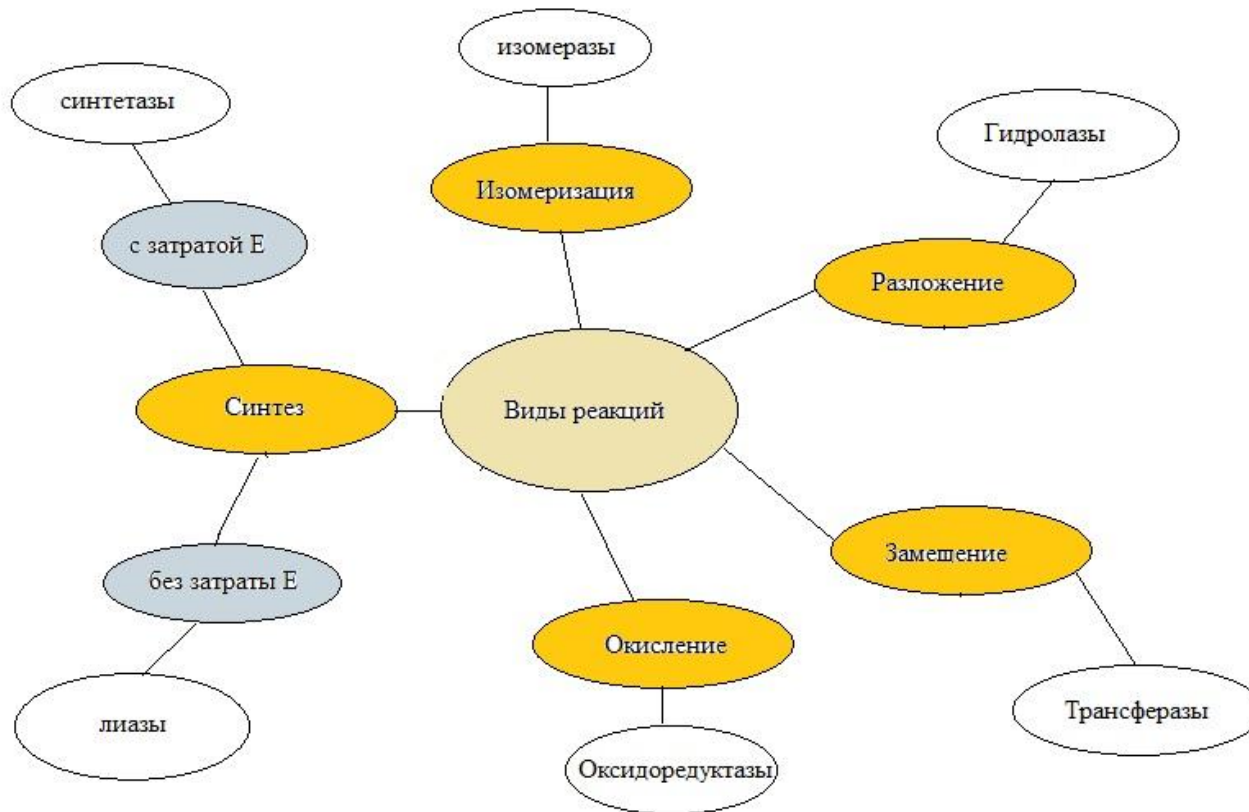 изомеразы
синтетазы
Гидролазы
Изомеризация
с затратой Е
Разложение
Синтез
Виды реакций
Замещение
без затраты Е
Окисление
лиазы
Трансферазы
Оксидоредуктазы